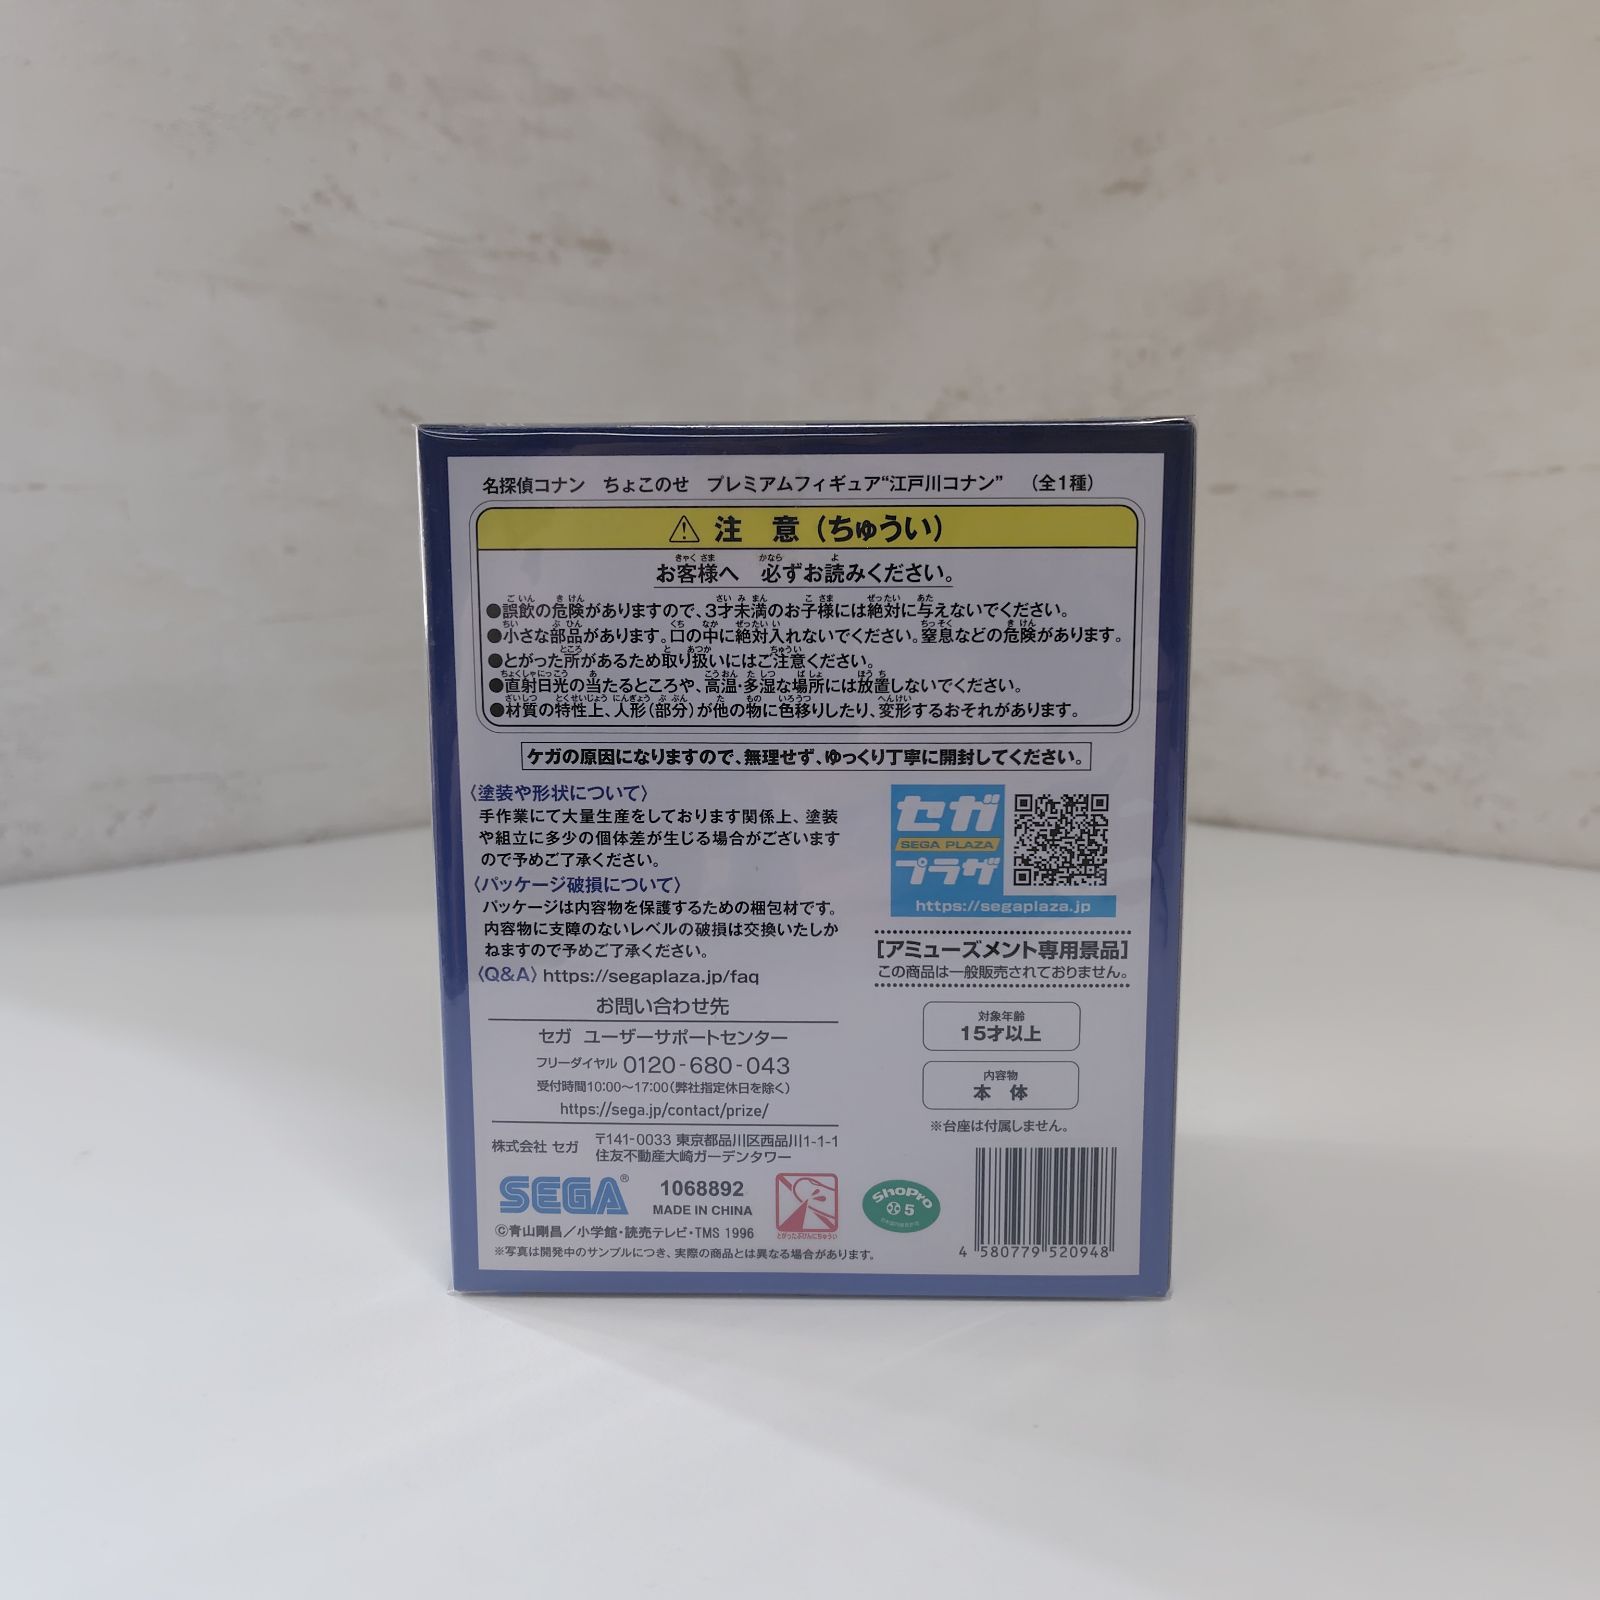 名探偵コナン ちょこのせ プレミアムフィギュア“江戸川コナン” （全1種）
注 意（ちゅうい）
お客様へ 必ずお読みください。
●誤飲の危険がありますので、3才未満のお子様には絶対に与えないでください。
●小さな部品があります。口の中に絶対入れないでください。窒息などの危険があります。
●とがった所があるため取り扱いにはご注意ください。
●直射日光の当たるところや、高温・多湿な場所には放置しないでください。
●材質の特性上、人形（部分）が他の物に色移りしたり、変形するおそれがあります。
ケガの原因になりますので、無理せず、ゆっくり丁寧に開封してください。
〈塗装や形状について〉
手作業にて大量生産をしております関係上、塗装
や組立に多少の個体差が生じる場合がございます
ので予めご了承ください。
〈パッケージ破損について〉
パッケージは内容物を保護するための梱包材です。
内容物に支障のないレベルの破損は交換いたしか
ねますので予めご了承ください。
〈Q&A〉https://segaplaza.jp/faq
お問い合わせ先
セガ ユーザーサポートセンター
フリーダイヤル 0120-680-043
受付時間10:00～17:00（弊社指定休日を除く）
https://sega.jp/contact/prize/
株式会社 セガ 〒141-0033 東京都品川区西品川1-1-1
住友不動産大崎ガーデンタワー
SEGA®
1068892
MADE IN CHINA
©青山剛昌／小学館・読売テレビ・TMS 1996
※写真は開発中のサンプルにつき、実際の商品とは異なる場合があります。
セガ
SEGA PLAZA
プラザ
https://segaplaza.jp
［アミューズメント専用景品］
この商品は一般販売されておりません。
対象年齢
15才以上
内容物
本 体
※台座は付属しません。
とがったぶひんにちゅうい
ShoPro
5
4 580779 520948